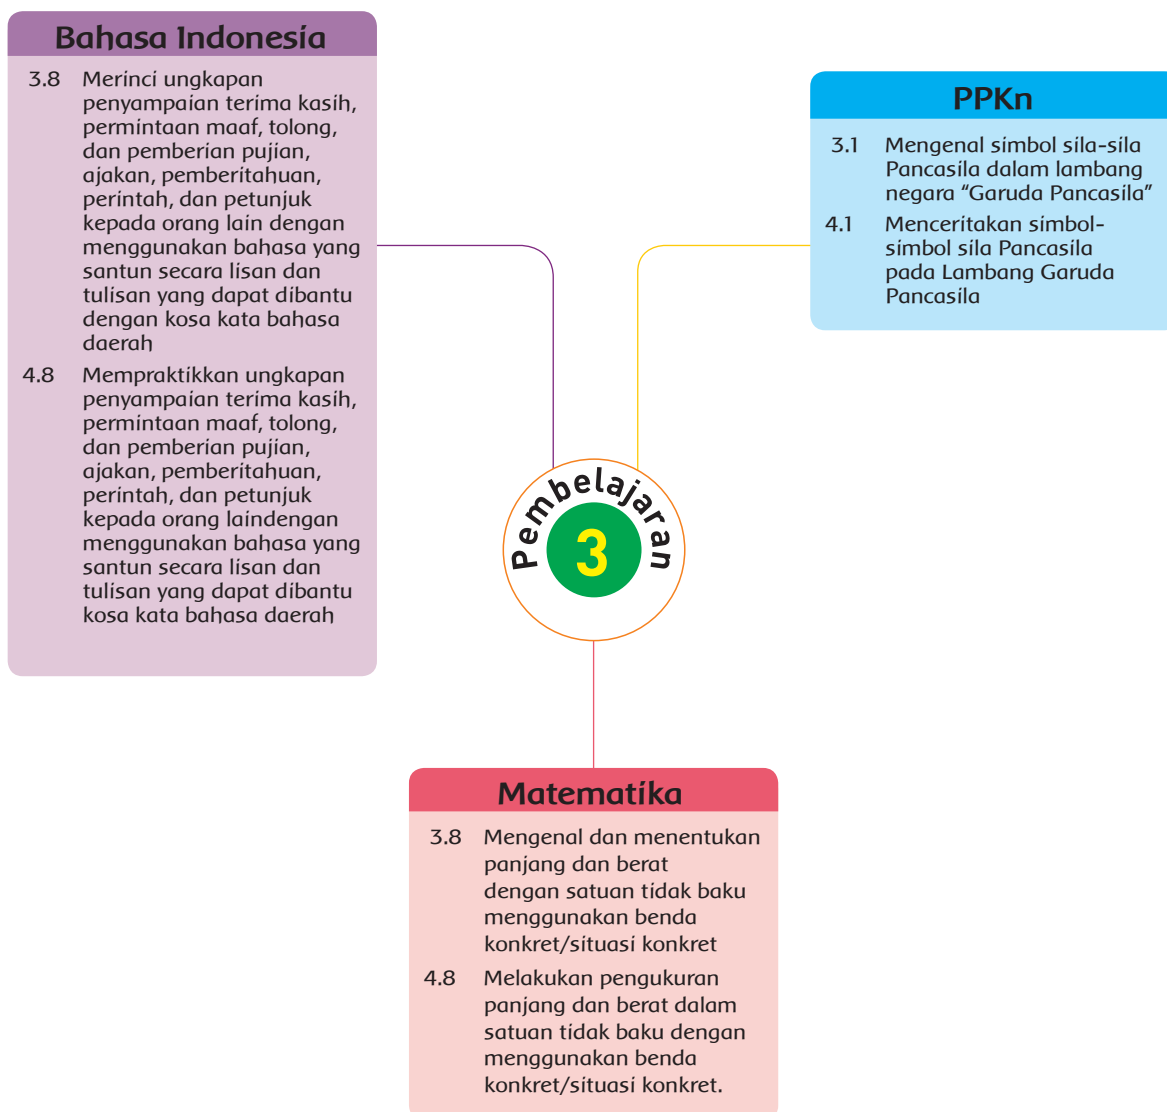 Bahasa Indonesia
3.8 Merinci ungkapan
penyampaian terima kasih,
permintaan maaf, tolong,
dan pemberian pujian,
ajakan, pemberitahuan,
perintah, dan petunjuk
kepada orang lain dengan
menggunakan bahasa yang
santun secara lisan dan
tulisan yang dapat dibantu
dengan kosa kata bahasa
daerah
4.8 Mempraktikkan ungkapan
penyampaian terima kasih,
permintaan maaf, tolong,
dan pemberian pujian,
ajakan, pemberitahuan,
perintah, dan petunjuk
kepada orang laindengan
menggunakan bahasa yang
santun secara lisan dan
tulisan yang dapat dibantu
kosa kata bahasa daerah
PPKn
3.1 Mengenal simbol sila-sila
Pancasila dalam lambang
negara “Garuda Pancasila”
4.1 Menceritakan simbol-
simbol sila Pancasila
pada Lambang Garuda
Pancasila
Pembelajaran
3
Matematika
3.8 Mengenal dan menentukan
panjang dan berat
dengan satuan tidak baku
menggunakan benda
konkret/situasi konkret
4.8 Melakukan pengukuran
panjang dan berat dalam
satuan tidak baku dengan
menggunakan benda
konkret/situasi konkret.